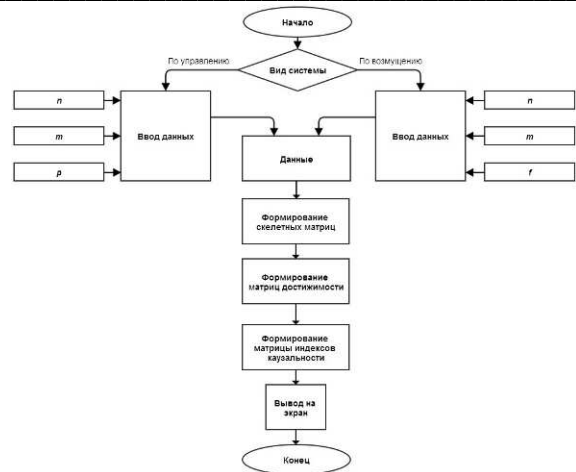 Начало
Вид системы
По управлению
По возмущению
n
m
p
Ввод данных
Ввод данных
n
m
f
Данные
Формирование
скелетных матриц
Формирование
матриц достижимости
Формирование
матрицы индексов
каузальности
Вывод на
экран
Конец